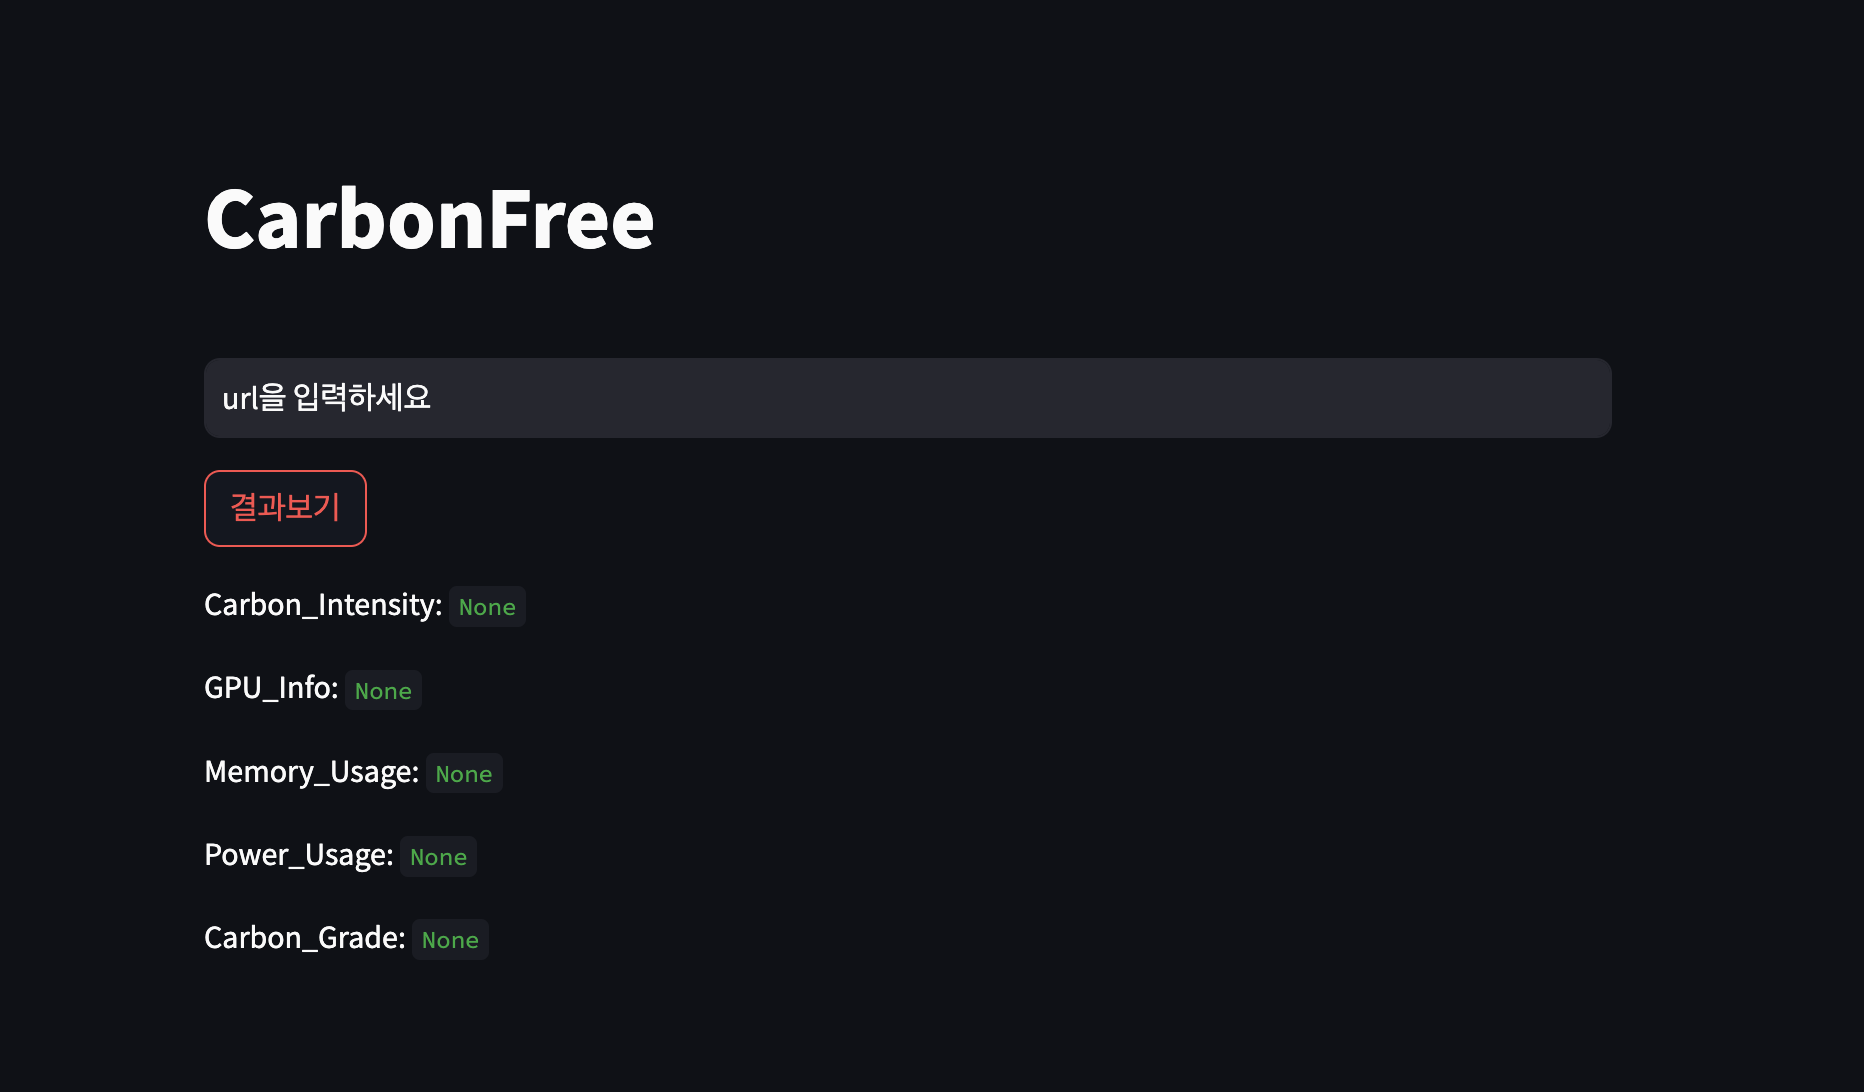 CarbonFree
url을 입력하세요
결과보기
Carbon_Intensity: None
GPU_Info: None
Memory_Usage: None
Power_Usage: None
Carbon_Grade: None